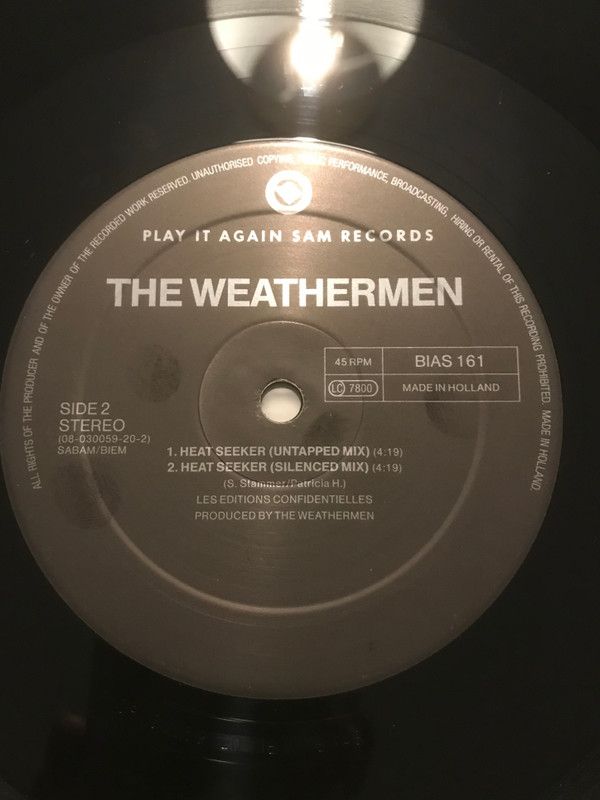 ALL RIGHTS OF THE PRODUCER AND OF THE OWNER OF THE RECORDED WORK RESERVED. UNAUTHORISED COPYING, PUBLIC PERFORMANCE, BROADCASTING, HIRING OR RENTAL OF THIS RECORDING PROHIBITED. MADE IN HOLLAND.
PLAY IT AGAIN SAM RECORDS
THE WEATHERMEN
45 RPM
BIAS 161
LC 7800
MADE IN HOLLAND
SIDE 2
STEREO
(08-030059-20-2)
SABAM/BIEM
1. HEAT SEEKER (UNTAPPED MIX) (4:19)
2. HEAT SEEKER (SILENCED MIX) (4:19)
(S. Stammer/Patricia H.)
LES EDITIONS CONFIDENTIELLES
PRODUCED BY THE WEATHERMEN